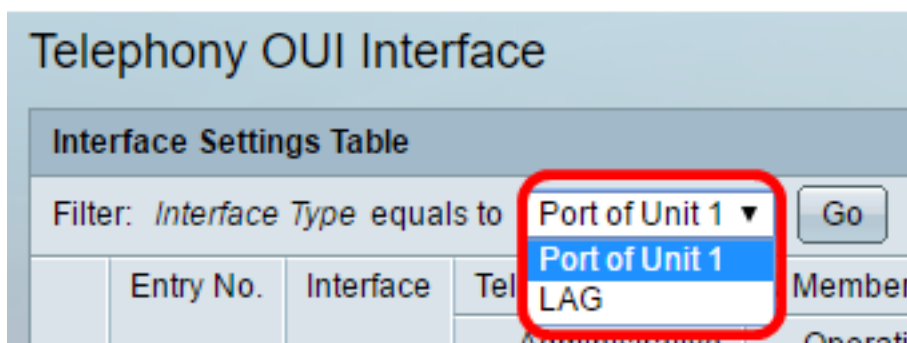 Telephony OUI Interface
Interface Settings Table
Filter: Interface Type equals to Port of Unit 1 Go
Port of Unit 1
LAG
Entry No. Interface Tel Member